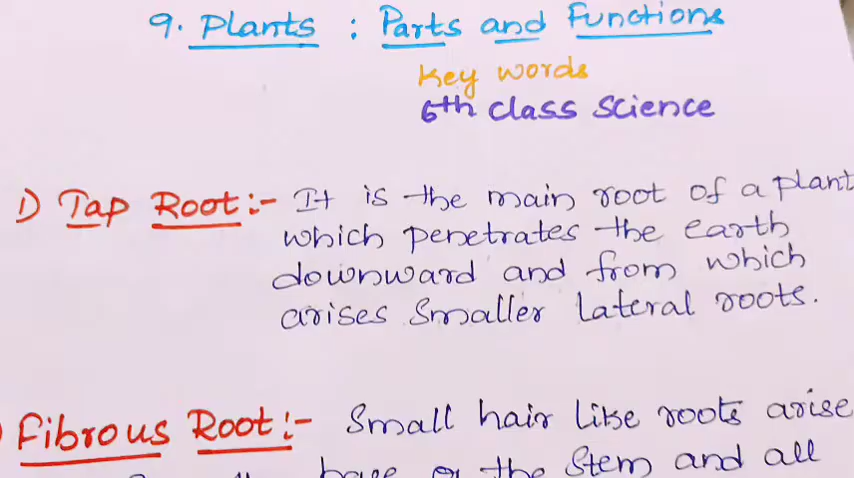 9. Plants : Parts and Functions
Key words
6th class Science
1) Tap Root :- It is the main root of a plant
which penetrates the earth
downward and from which
arises Smaller lateral roots.
Fibrous Root :- Small hair like roots arise
base or the Stem and all